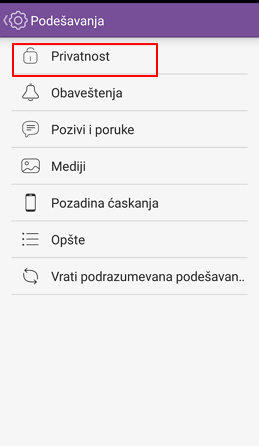 Podešavanja
Privatnost
Obaveštenja
Pozivi i poruke
Mediji
Pozadina ćaskanja
Opšte
Vrati podrazumevana podešavan..